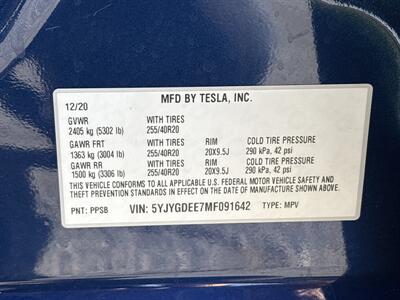 MFD BY TESLA, INC.
12/20
GVWR WITH TIRES
2405 kg (5302 lb) 255/40R20
GAWR FRT WITH TIRES RIM COLD TIRE PRESSURE
1363 kg (3004 lb) 255/40R20 20X9.5J 290 kPa, 42 psi
GAWR RR WITH TIRES RIM COLD TIRE PRESSURE
1500 kg (3306 lb) 255/40R20 20X9.5J 290 kPa, 42 psi
THIS VEHICLE CONFORMS TO ALL APPLICABLE U.S. FEDERAL MOTOR VEHICLE SAFETY AND
THEFT PREVENTION STANDARDS IN EFFECT ON THE DATE OF MANUFACTURE SHOWN ABOVE.
PNT: PPSB VIN: 5YJYGDEE7MF091642 TYPE: MPV